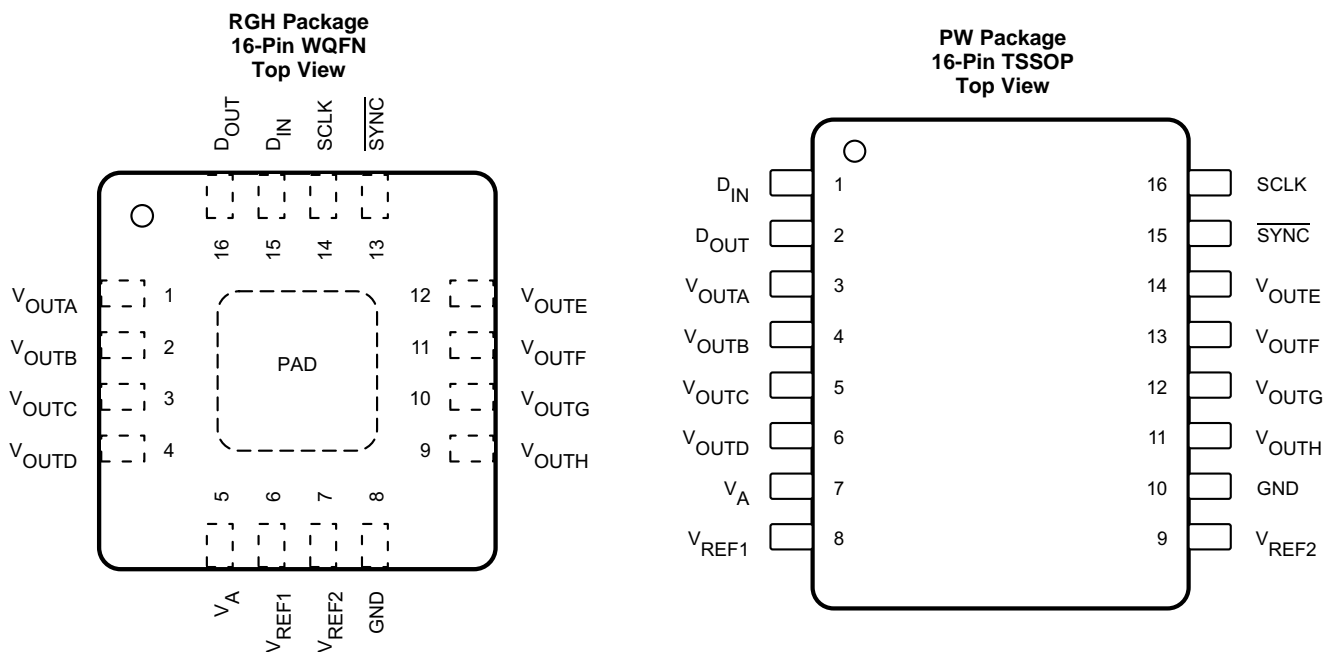 RGH Package
16-Pin WQFN
Top View
DOUT
DIN
SCLK
SYNC
16
15
14
13
VOUTA 1
VOUTB 2
VOUTC 3
VOUTD 4
12 VOUTE
11 VOUTF
10 VOUTG
9 VOUTH
PAD
5
6
7
8
VA
VREF1
VREF2
GND
PW Package
16-Pin TSSOP
Top View
DIN 1
DOUT 2
VOUTA 3
VOUTB 4
VOUTC 5
VOUTD 6
VA 7
VREF1 8
16 SCLK
15 SYNC
14 VOUTE
13 VOUTF
12 VOUTG
11 VOUTH
10 GND
9 VREF2